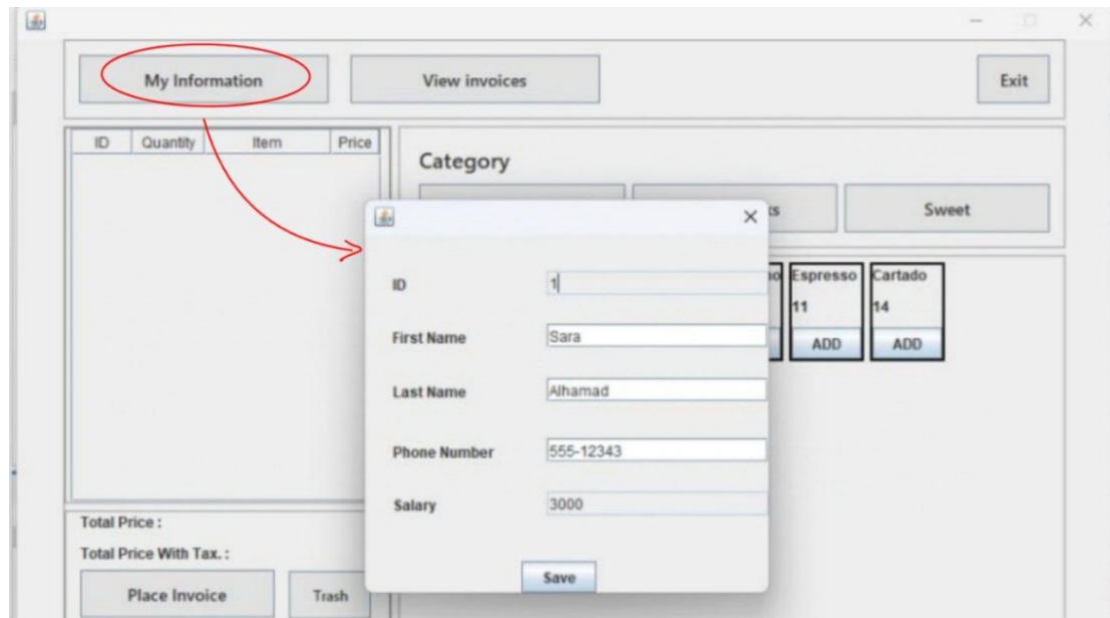 My Information View invoices Exit
ID Quantity Item Price
Category
Sweet
ID 1
First Name Sara
Last Name Alhamad
Phone Number 555-12343
Salary 3000
Save
Espresso Cartado
11 14
ADD ADD
Total Price :
Total Price With Tax. :
Place Invoice Trash